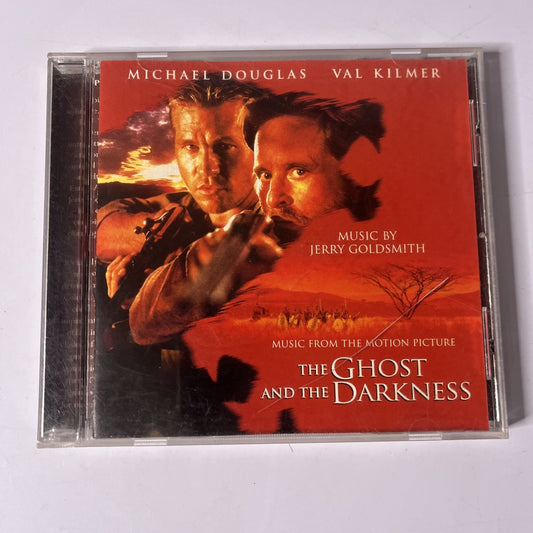 MICHAEL DOUGLAS VAL KILMER
MUSIC BY
JERRY GOLDSMITH
MUSIC FROM THE MOTION PICTURE
THE GHOST
AND THE DARKNESS